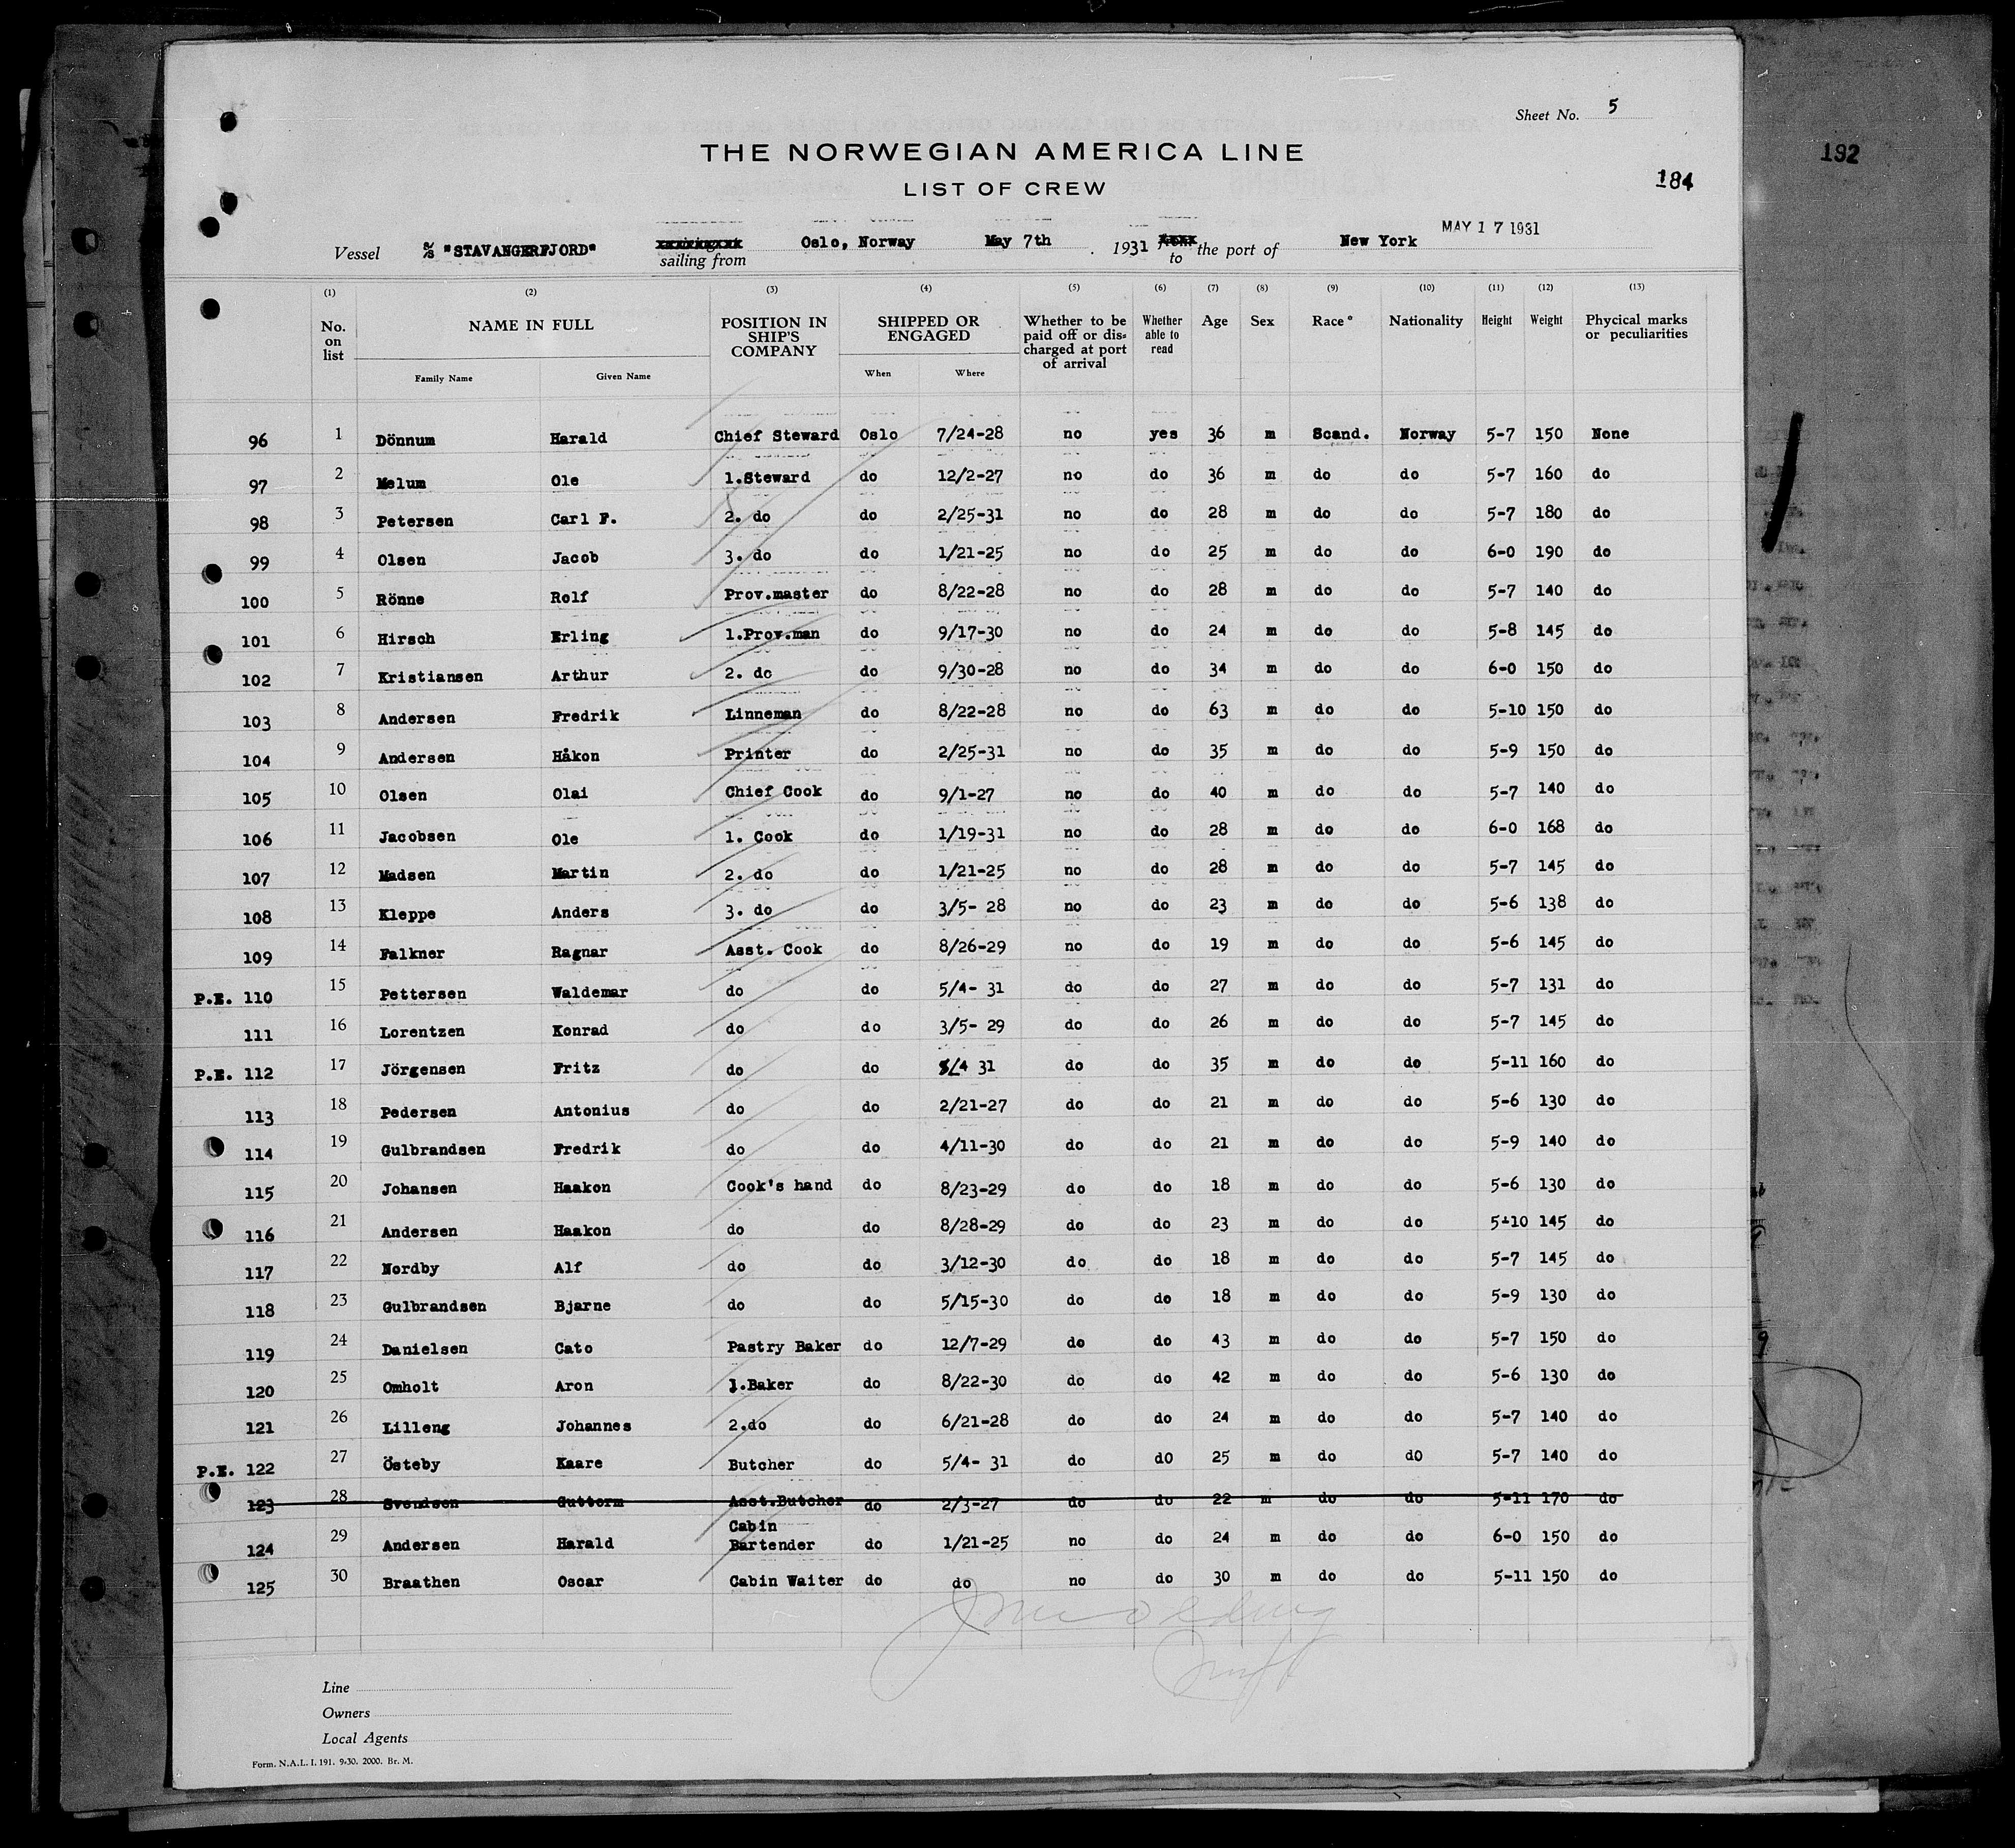 Sheet No. 5
THE NORWEGIAN AMERICA LINE
192
184
LIST OF CREW
MAY 17 1931
Vessel S/S "STAVANGERFJORD" sailing from Oslo, Norway May 7th . 1931 to the port of New York
(1) (2) (3) (4) (5) (6) (7) (8) (9) (10) (11) (12) (13)
No. on list NAME IN FULL POSITION IN SHIP'S COMPANY SHIPPED OR ENGAGED Whether to be paid off or dis= charged at port of arrival Whether able to read Age Sex Race* Nationality Height Weight Phycical marks or peculiarities
Family Name Given Name When Where
96 1 Dönnum Harald Chief Steward Oslo 7/24-28 no yes 36 m Scand. Norway 5-7 150 None
97 2 Melum Ole 1.Steward do 12/2-27 no do 36 m do do 5-7 160 do
98 3 Petersen Carl F. 2. do do 2/25-31 no do 28 m do do 5-7 180 do
99 4 Olsen Jacob 3. do do 1/21-25 no do 25 m do do 6-0 190 do
100 5 Rönne Rolf Prov.master do 8/22-28 no do 28 m do do 5-7 140 do
101 6 Hirsch Erling 1.Prov.man do 9/17-30 no do 24 m do do 5-8 145 do
102 7 Kristiansen Arthur 2. do do 9/30-28 no do 34 m do do 6-0 150 do
103 8 Andersen Fredrik Linneman do 8/22-28 no do 63 m do do 5-10 150 do
104 9 Andersen Håkon Printer do 2/25-31 no do 35 m do do 5-9 150 do
105 10 Olsen Olai Chief Cook do 9/1-27 no do 40 m do do 5-7 140 do
106 11 Jacobsen Ole 1. Cook do 1/19-31 no do 28 m do do 6-0 168 do
107 12 Madsen Martin 2. do do 1/21-25 no do 28 m do do 5-7 145 do
108 13 Kleppe Anders 3. do do 3/5- 28 no do 23 m do do 5-6 138 do
109 14 Falkner Ragnar Asst. Cook do 8/26-29 no do 19 m do do 5-6 145 do
P.E. 110 15 Pettersen Waldemar do do 5/4- 31 do do 27 m do do 5-7 131 do
111 16 Lorentzen Konrad do do 3/5- 29 do do 26 m do do 5-7 145 do
P.E. 112 17 Jörgensen Fritz do do 5/4 31 do do 35 m do do 5-11 160 do
113 18 Pedersen Antonius do do 2/21-27 do do 21 m do do 5-6 130 do
114 19 Gulbrandsen Fredrik do do 4/11-30 do do 21 m do do 5-9 140 do
115 20 Johansen Haakon Cook's hand do 8/23-29 do do 18 m do do 5-6 130 do
116 21 Andersen Haakon do do 8/28-29 do do 23 m do do 5-10 145 do
117 22 Nordby Alf do do 3/12-30 do do 18 m do do 5-7 145 do
118 23 Gulbrandsen Bjarne do do 5/15-30 do do 18 m do do 5-9 130 do
119 24 Danielsen Cato Pastry Baker do 12/7-29 do do 43 m do do 5-7 150 do
120 25 Omholt Aron 1.Baker do 8/22-30 do do 42 m do do 5-6 130 do
121 26 Lilleng Johannes 2.do do 6/21-28 do do 24 m do do 5-7 140 do
P.E. 122 27 Östeby Kaare Butcher do 5/4- 31 do dO 25 m do dO 5-7 140 do
123 28 Svendsen Guttorm Asst.Butcher do 2/3-27 do do 22 m do do 5-11 170 do
124 29 Andersen Harald Cabin Bartender do 1/21-25 no do 24 m do do 6-0 150 do
125 30 Braathen Oscar Cabin Waiter do do no do 30 m do do 5-11 150 do
Line
Owners
Local Agents
Form. N.A.L. I. 191. 9-30. 2000. Br. M.